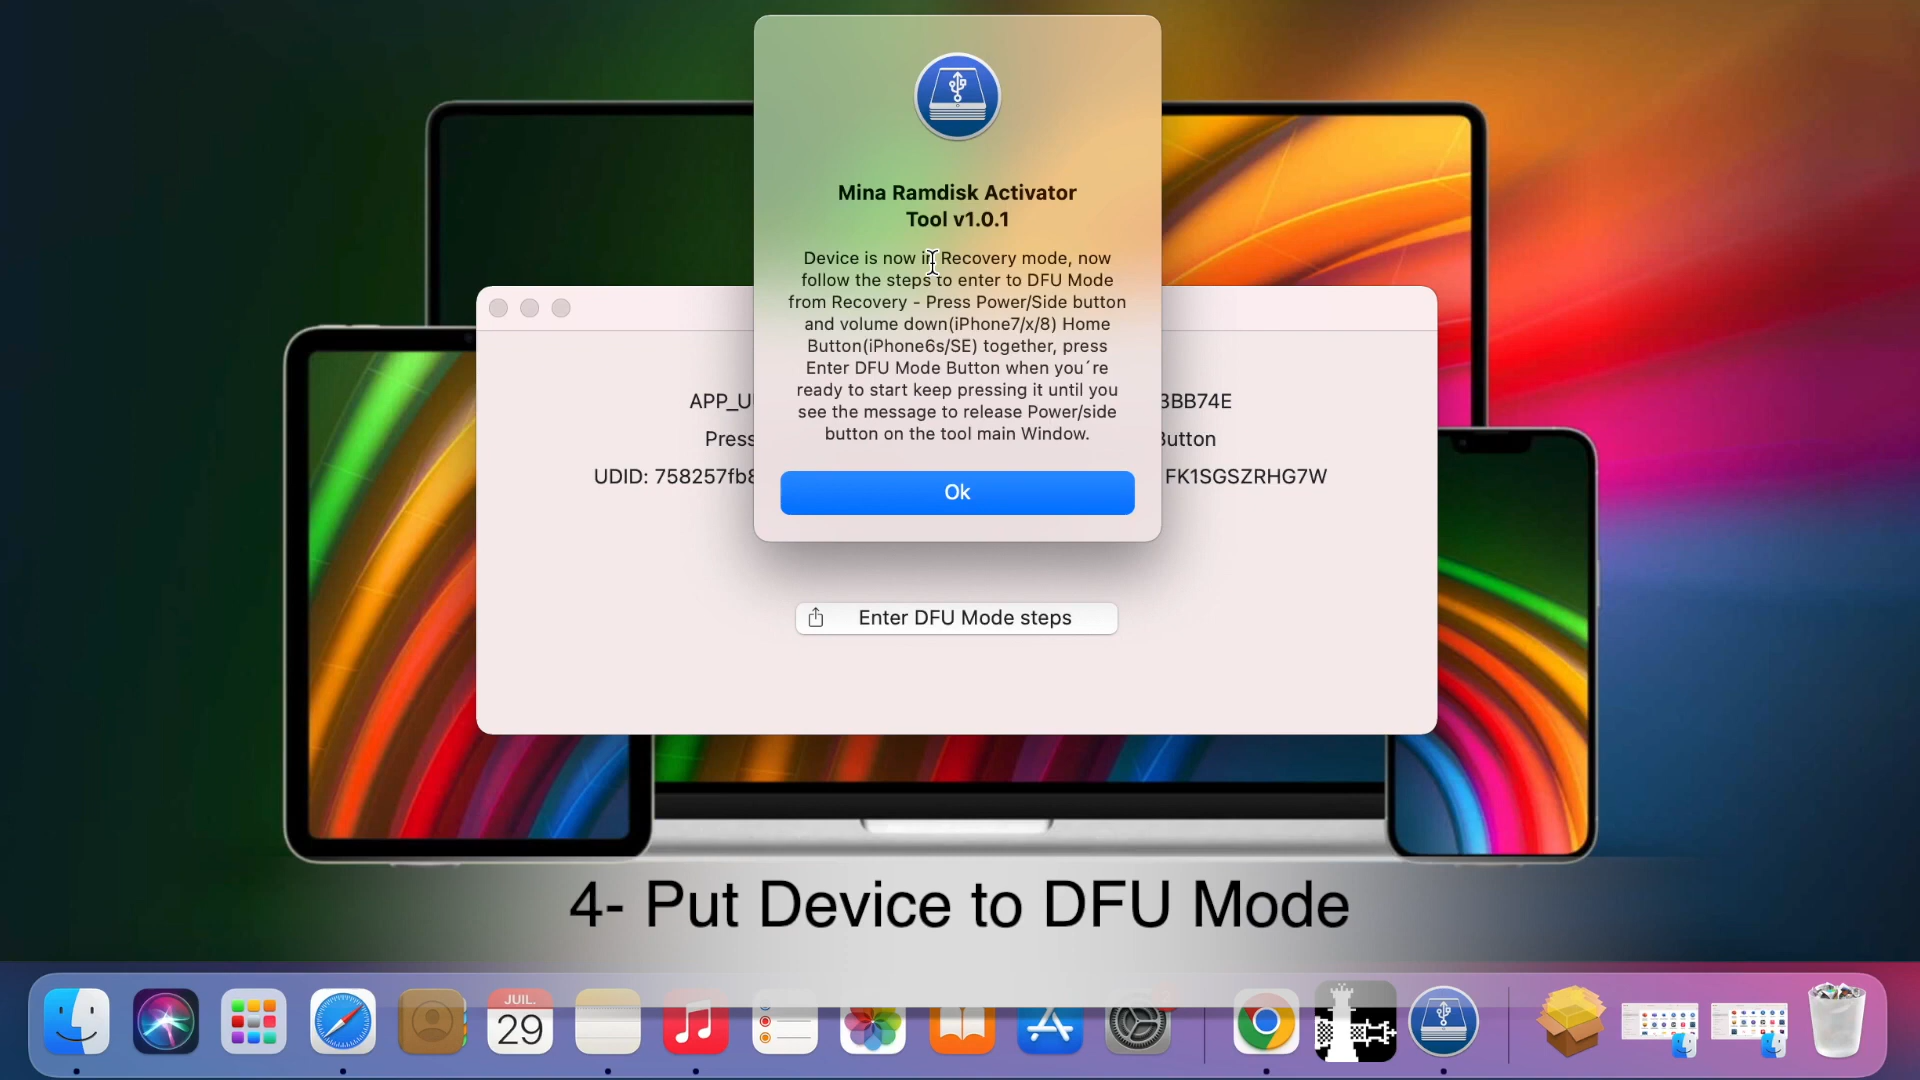 Mina Ramdisk Activator
Tool v1.0.1
Device is now in Recovery mode, now
follow the steps to enter to DFU Mode
from Recovery - Press Power/Side button
and volume down(iPhone7/x/8) Home
Button(iPhone6s/SE) together, press
Enter DFU Mode Button when you´re
ready to start keep pressing it until you
see the message to release Power/side
button on the tool main Window.
Ok
APP_U
3BB74E
Press
Button
UDID: 758257fb8
FK1SGSZRHG7W
Enter DFU Mode steps
4- Put Device to DFU Mode
JUIL.
29